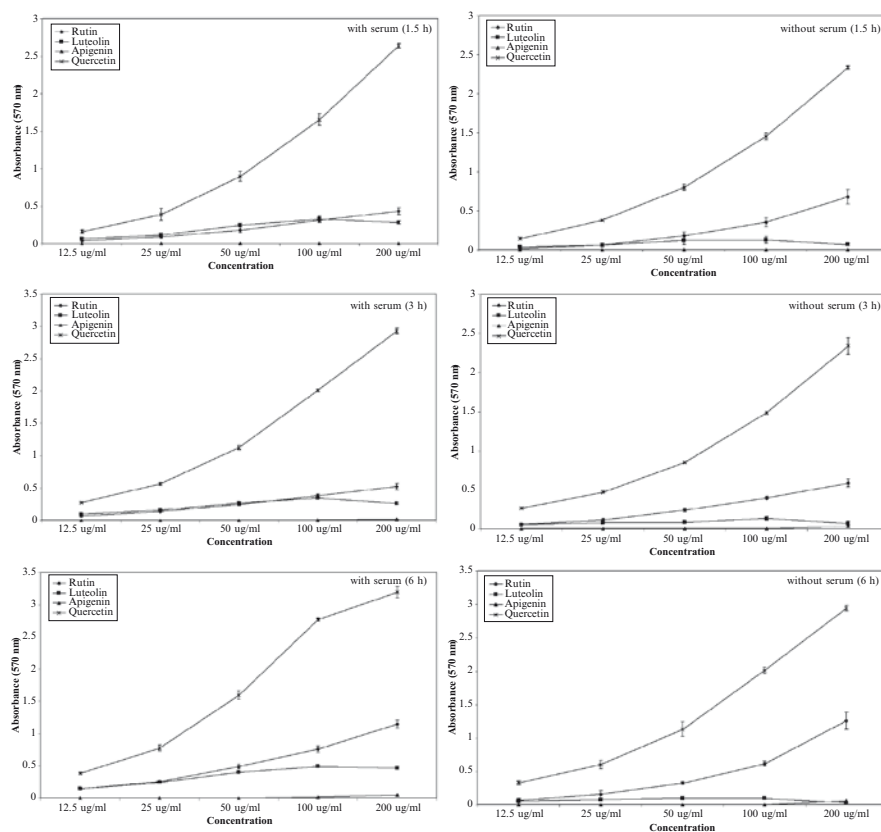 with serum (1.5 h)
Rutin
Luteolin
Apigenin
Quercetin
Absorbance (570 nm)
3
2.5
2
1.5
1
0.5
0
12.5 ug/ml 25 ug/ml 50 ug/ml 100 ug/ml 200 ug/ml
Concentration
without serum (1.5 h)
Rutin
Luteolin
Apigenin
Quercetin
Absorbance (570 nm)
3
2.5
2
1.5
1
0.5
0
12.5 ug/ml 25 ug/ml 50 ug/ml 100 ug/ml 200 ug/ml
Concentration
with serum (3 h)
Rutin
Luteolin
Apigenin
Quercetin
Absorbance (570 nm)
3.5
3
2.5
2
1.5
1
0.5
0
12.5 ug/ml 25 ug/ml 50 ug/ml 100 ug/ml 200 ug/ml
Concentration
without serum (3 h)
Rutin
Luteolin
Apigenin
Quercetin
Absorbance (570 nm)
3
2.5
2
1.5
1
0.5
0
12.5 ug/ml 25 ug/ml 50 ug/ml 100 ug/ml 200 ug/ml
Concentration
with serum (6 h)
Rutin
Luteolin
Apigenin
Quercetin
Absorbance (570 nm)
3.5
3
2.5
2
1.5
1
0.5
0
12.5 ug/ml 25 ug/ml 50 ug/ml 100 ug/ml 200 ug/ml
Concentration
without serum (6 h)
Rutin
Luteolin
Apigenin
Quercetin
Absorbance (570 nm)
3.5
3
2.5
2
1.5
1
0.5
0
12.5 ug/ml 25 ug/ml 50 ug/ml 100 ug/ml 200 ug/ml
Concentration